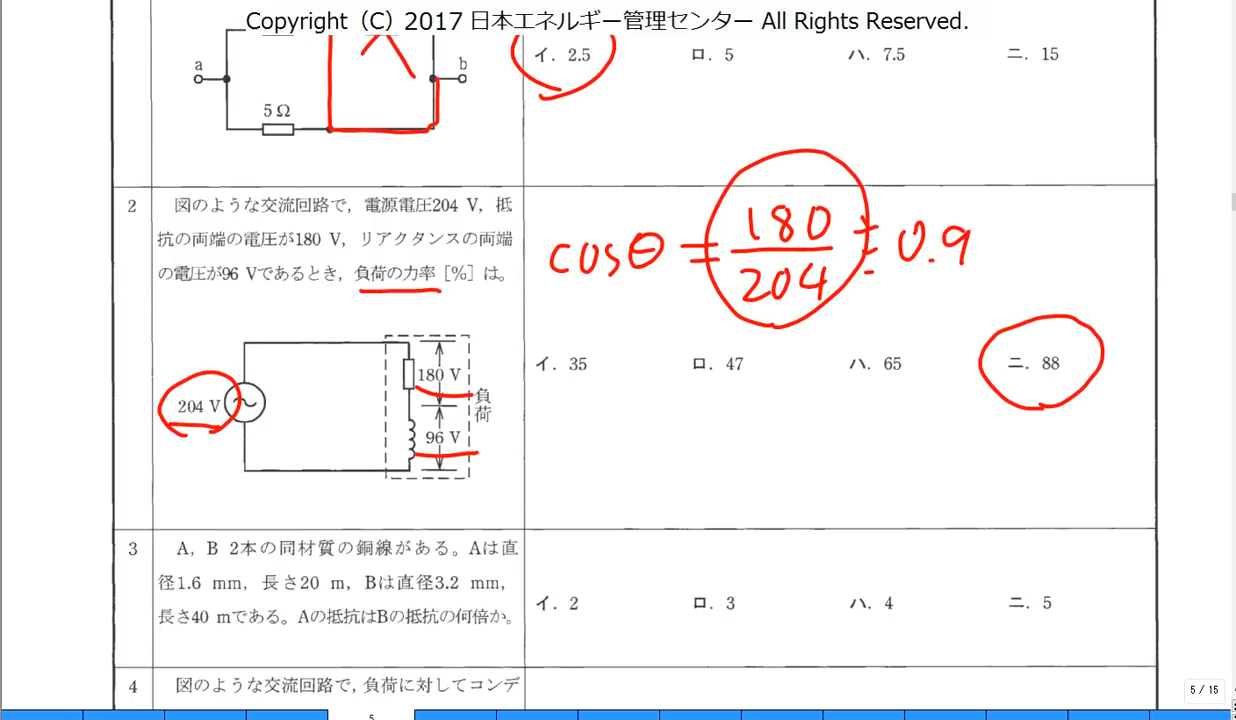 Copyright（C）2017 日本エネルギー管理センター All Rights Reserved.
a
b
5 Ω
イ．2.5
ロ．5
ハ．7.5
ニ．15
2
図のような交流回路で，電源電圧204 V，抵
抗の両端の電圧が180 V，リアクタンスの両端
の電圧が96 Vであるとき，負荷の力率［%］は。
cosθ = 180/204 ≒ 0.9
204 V
180 V
96 V
負荷
イ．35
ロ．47
ハ．65
ニ．88
3
A，B 2本の同材質の銅線がある。Aは直
径1.6 mm，長さ20 m，Bは直径3.2 mm，
長さ40 mである。Aの抵抗はBの抵抗の何倍か。
イ．2
ロ．3
ハ．4
ニ．5
4
図のような交流回路で，負荷に対してコンデ
5 / 15
5